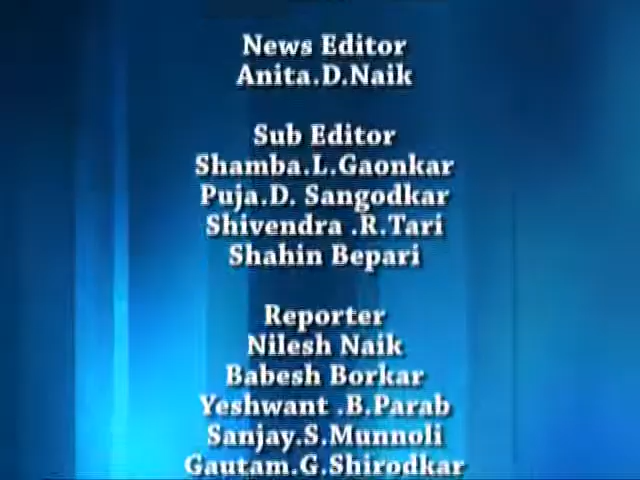 News Editor
Anita.D.Naik
Sub Editor
Shamba.L.Gaonkar
Puja.D. Sangodkar
Shivendra .R.Tari
Shahin Bepari
Reporter
Nilesh Naik
Babesh Borkar
Yeshwant .B.Parab
Sanjay.S.Munnoli
Gautam.G.Shirodkar